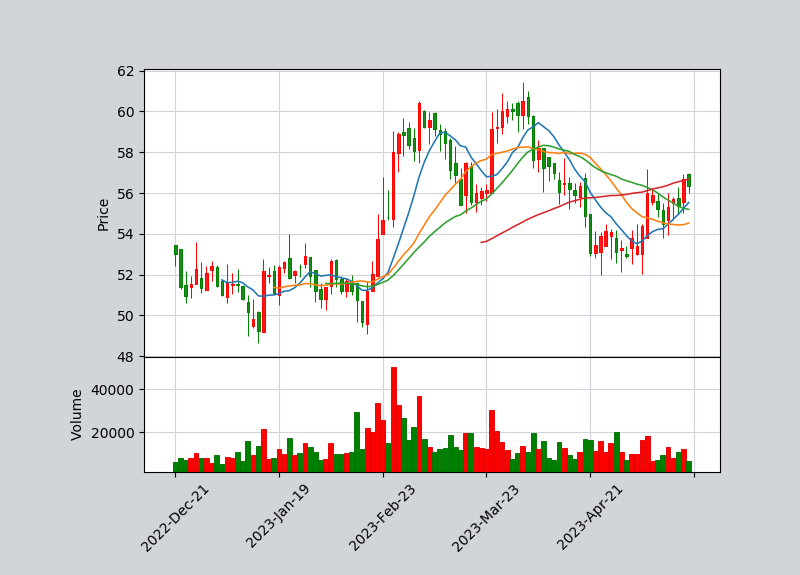 62
60
58
56
54
52
50
48
Price
40000
20000
Volume
2022-Dec-21
2023-Jan-19
2023-Feb-23
2023-Mar-23
2023-Apr-21